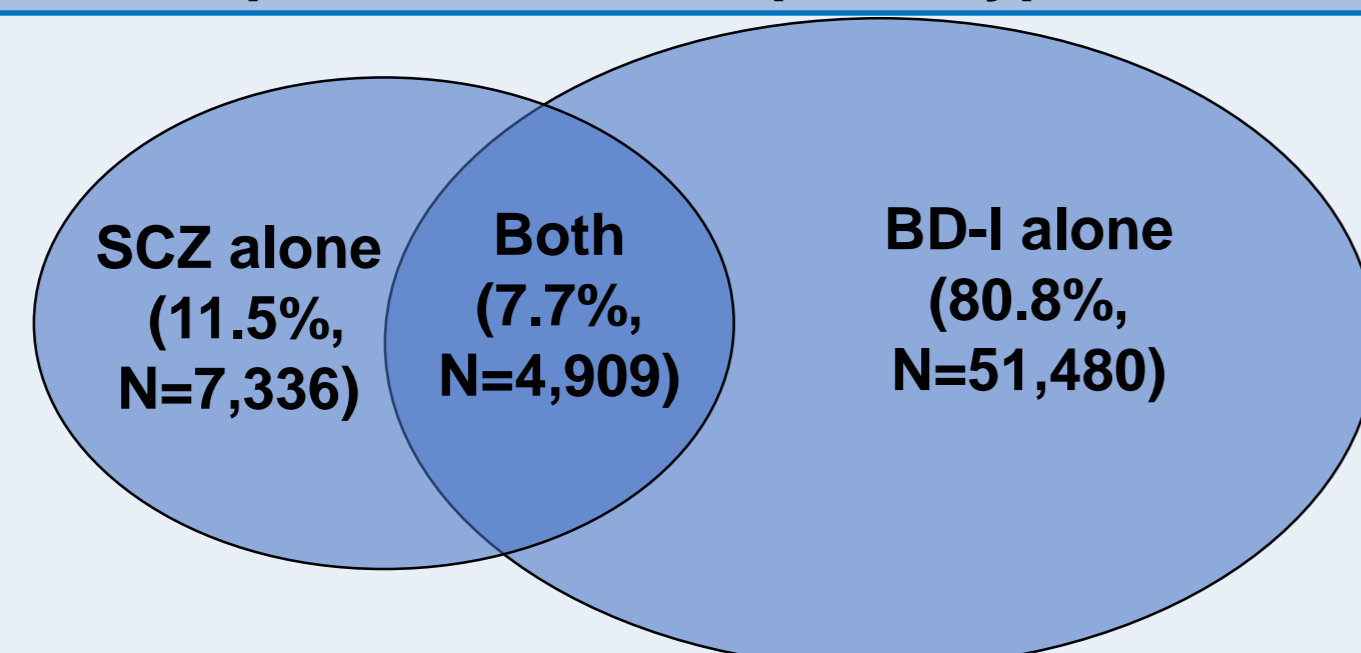 SCZ alone
(11.5%,
N=7,336)
Both
(7.7%,
N=4,909)
BD-I alone
(80.8%,
N=51,480)